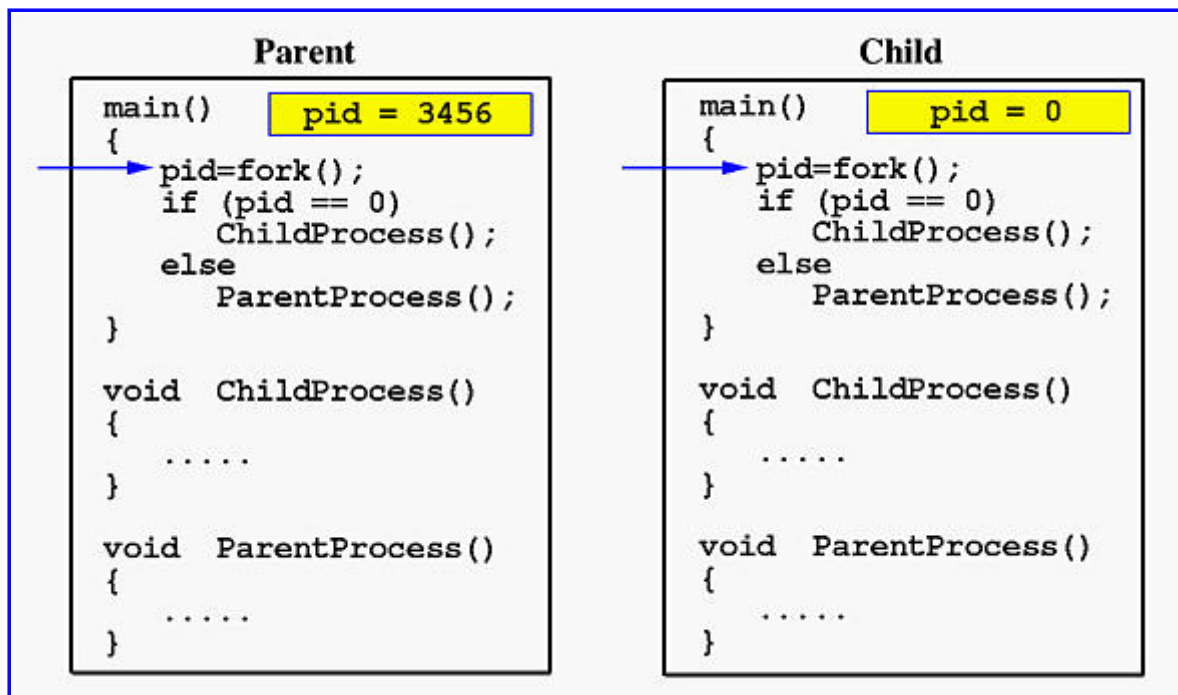 Parent
main()
pid = 3456
{
pid=fork();
if (pid == 0)
ChildProcess();
else
ParentProcess();
}
void ChildProcess()
{
.....
}
void ParentProcess()
{
.....
}
Child
main()
pid = 0
{
pid=fork();
if (pid == 0)
ChildProcess();
else
ParentProcess();
}
void ChildProcess()
{
.....
}
void ParentProcess()
{
.....
}